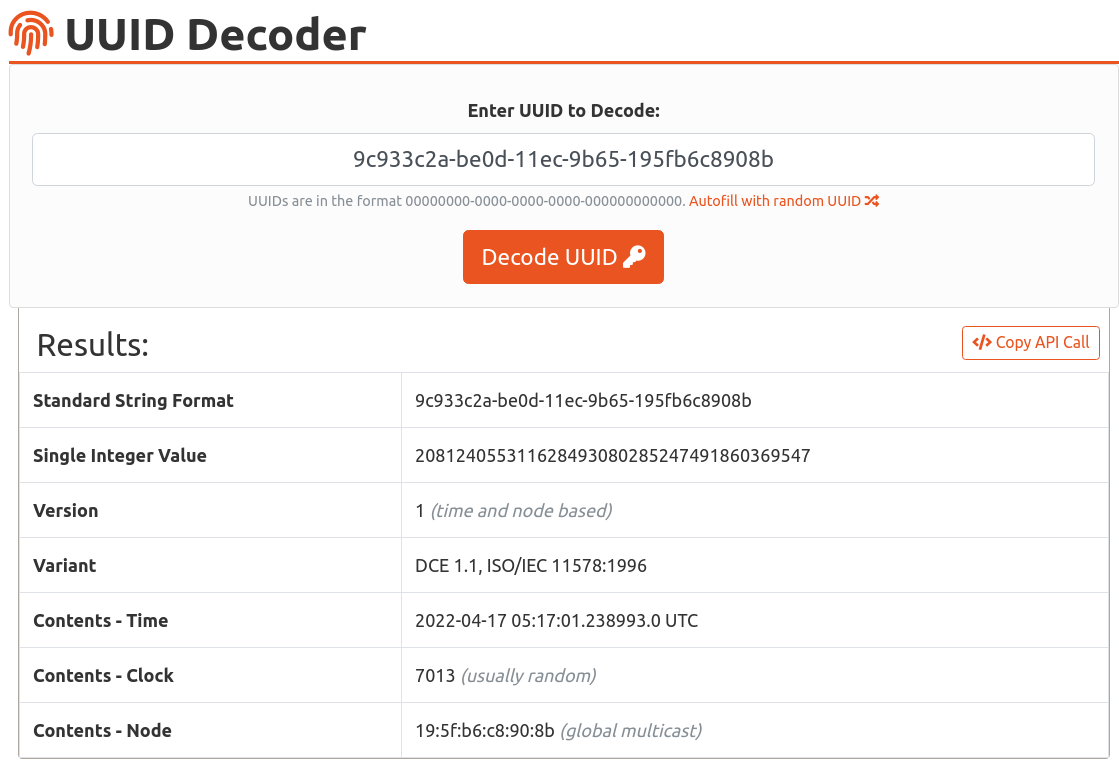 UUID Decoder
Enter UUID to Decode:
9c933c2a-be0d-11ec-9b65-195fb6c8908b
UUIDs are in the format 00000000-0000-0000-0000-000000000000. Autofill with random UUID
Decode UUID
Results:
Copy API Call
Standard String Format 9c933c2a-be0d-11ec-9b65-195fb6c8908b
Single Integer Value 208124055311628493080285247491860369547
Version 1 (time and node based)
Variant DCE 1.1, ISO/IEC 11578:1996
Contents - Time 2022-04-17 05:17:01.238993.0 UTC
Contents - Clock 7013 (usually random)
Contents - Node 19:5f:b6:c8:90:8b (global multicast)